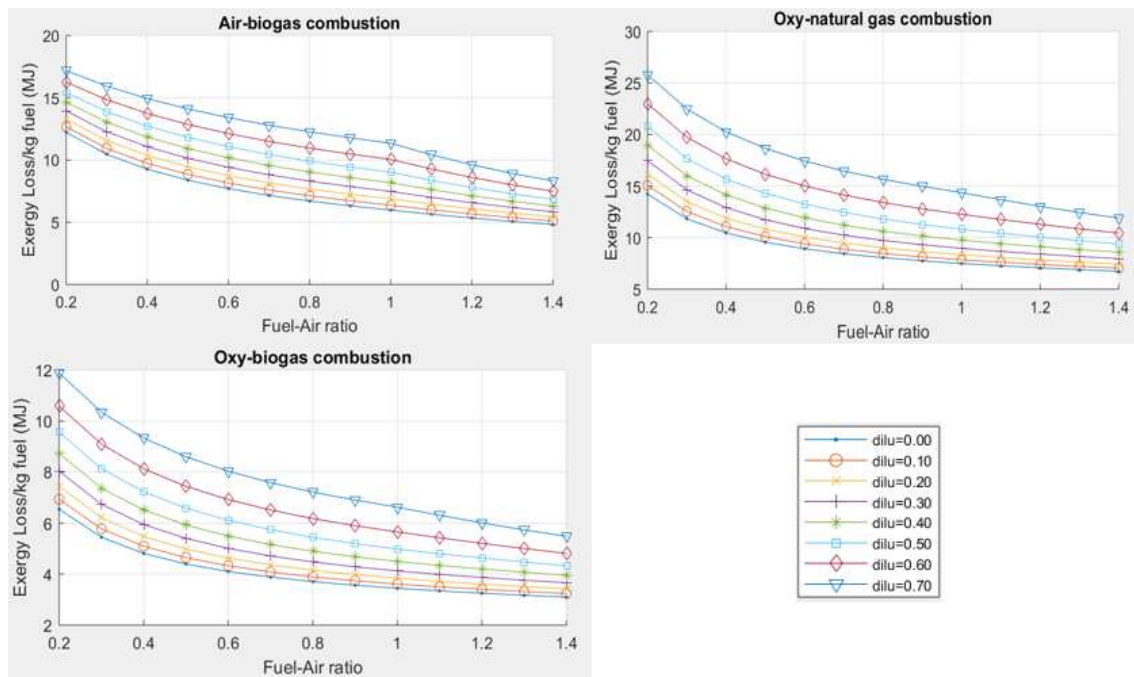 Air-biogas combustion
Exergy Loss/kg fuel (MJ)
20
15
10
5
0
0.2 0.4 0.6 0.8 1 1.2 1.4
Fuel-Air ratio
Oxy-natural gas combustion
Exergy Loss/kg fuel (MJ)
30
25
20
15
10
5
0.2 0.4 0.6 0.8 1 1.2 1.4
Fuel-Air ratio
Oxy-biogas combustion
Exergy Loss/kg fuel (MJ)
12
10
8
6
4
2
0.2 0.4 0.6 0.8 1 1.2 1.4
Fuel-Air ratio
dilu=0.00
dilu=0.10
dilu=0.20
dilu=0.30
dilu=0.40
dilu=0.50
dilu=0.60
dilu=0.70